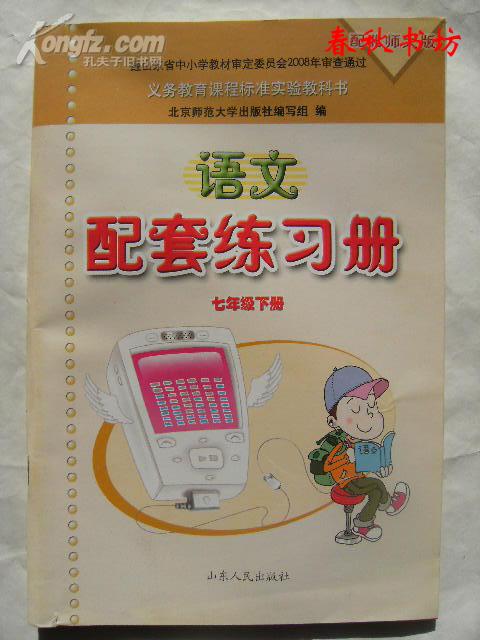 Kongfz.com
孔夫子旧书网
春秋书坊
配 师 版
经山东省中小学教材审定委员会2008年审查通过
义务教育课程标准实验教科书
北京师范大学出版社编写组 编
语文
配套练习册
七年级下册
语文
山东人民出版社